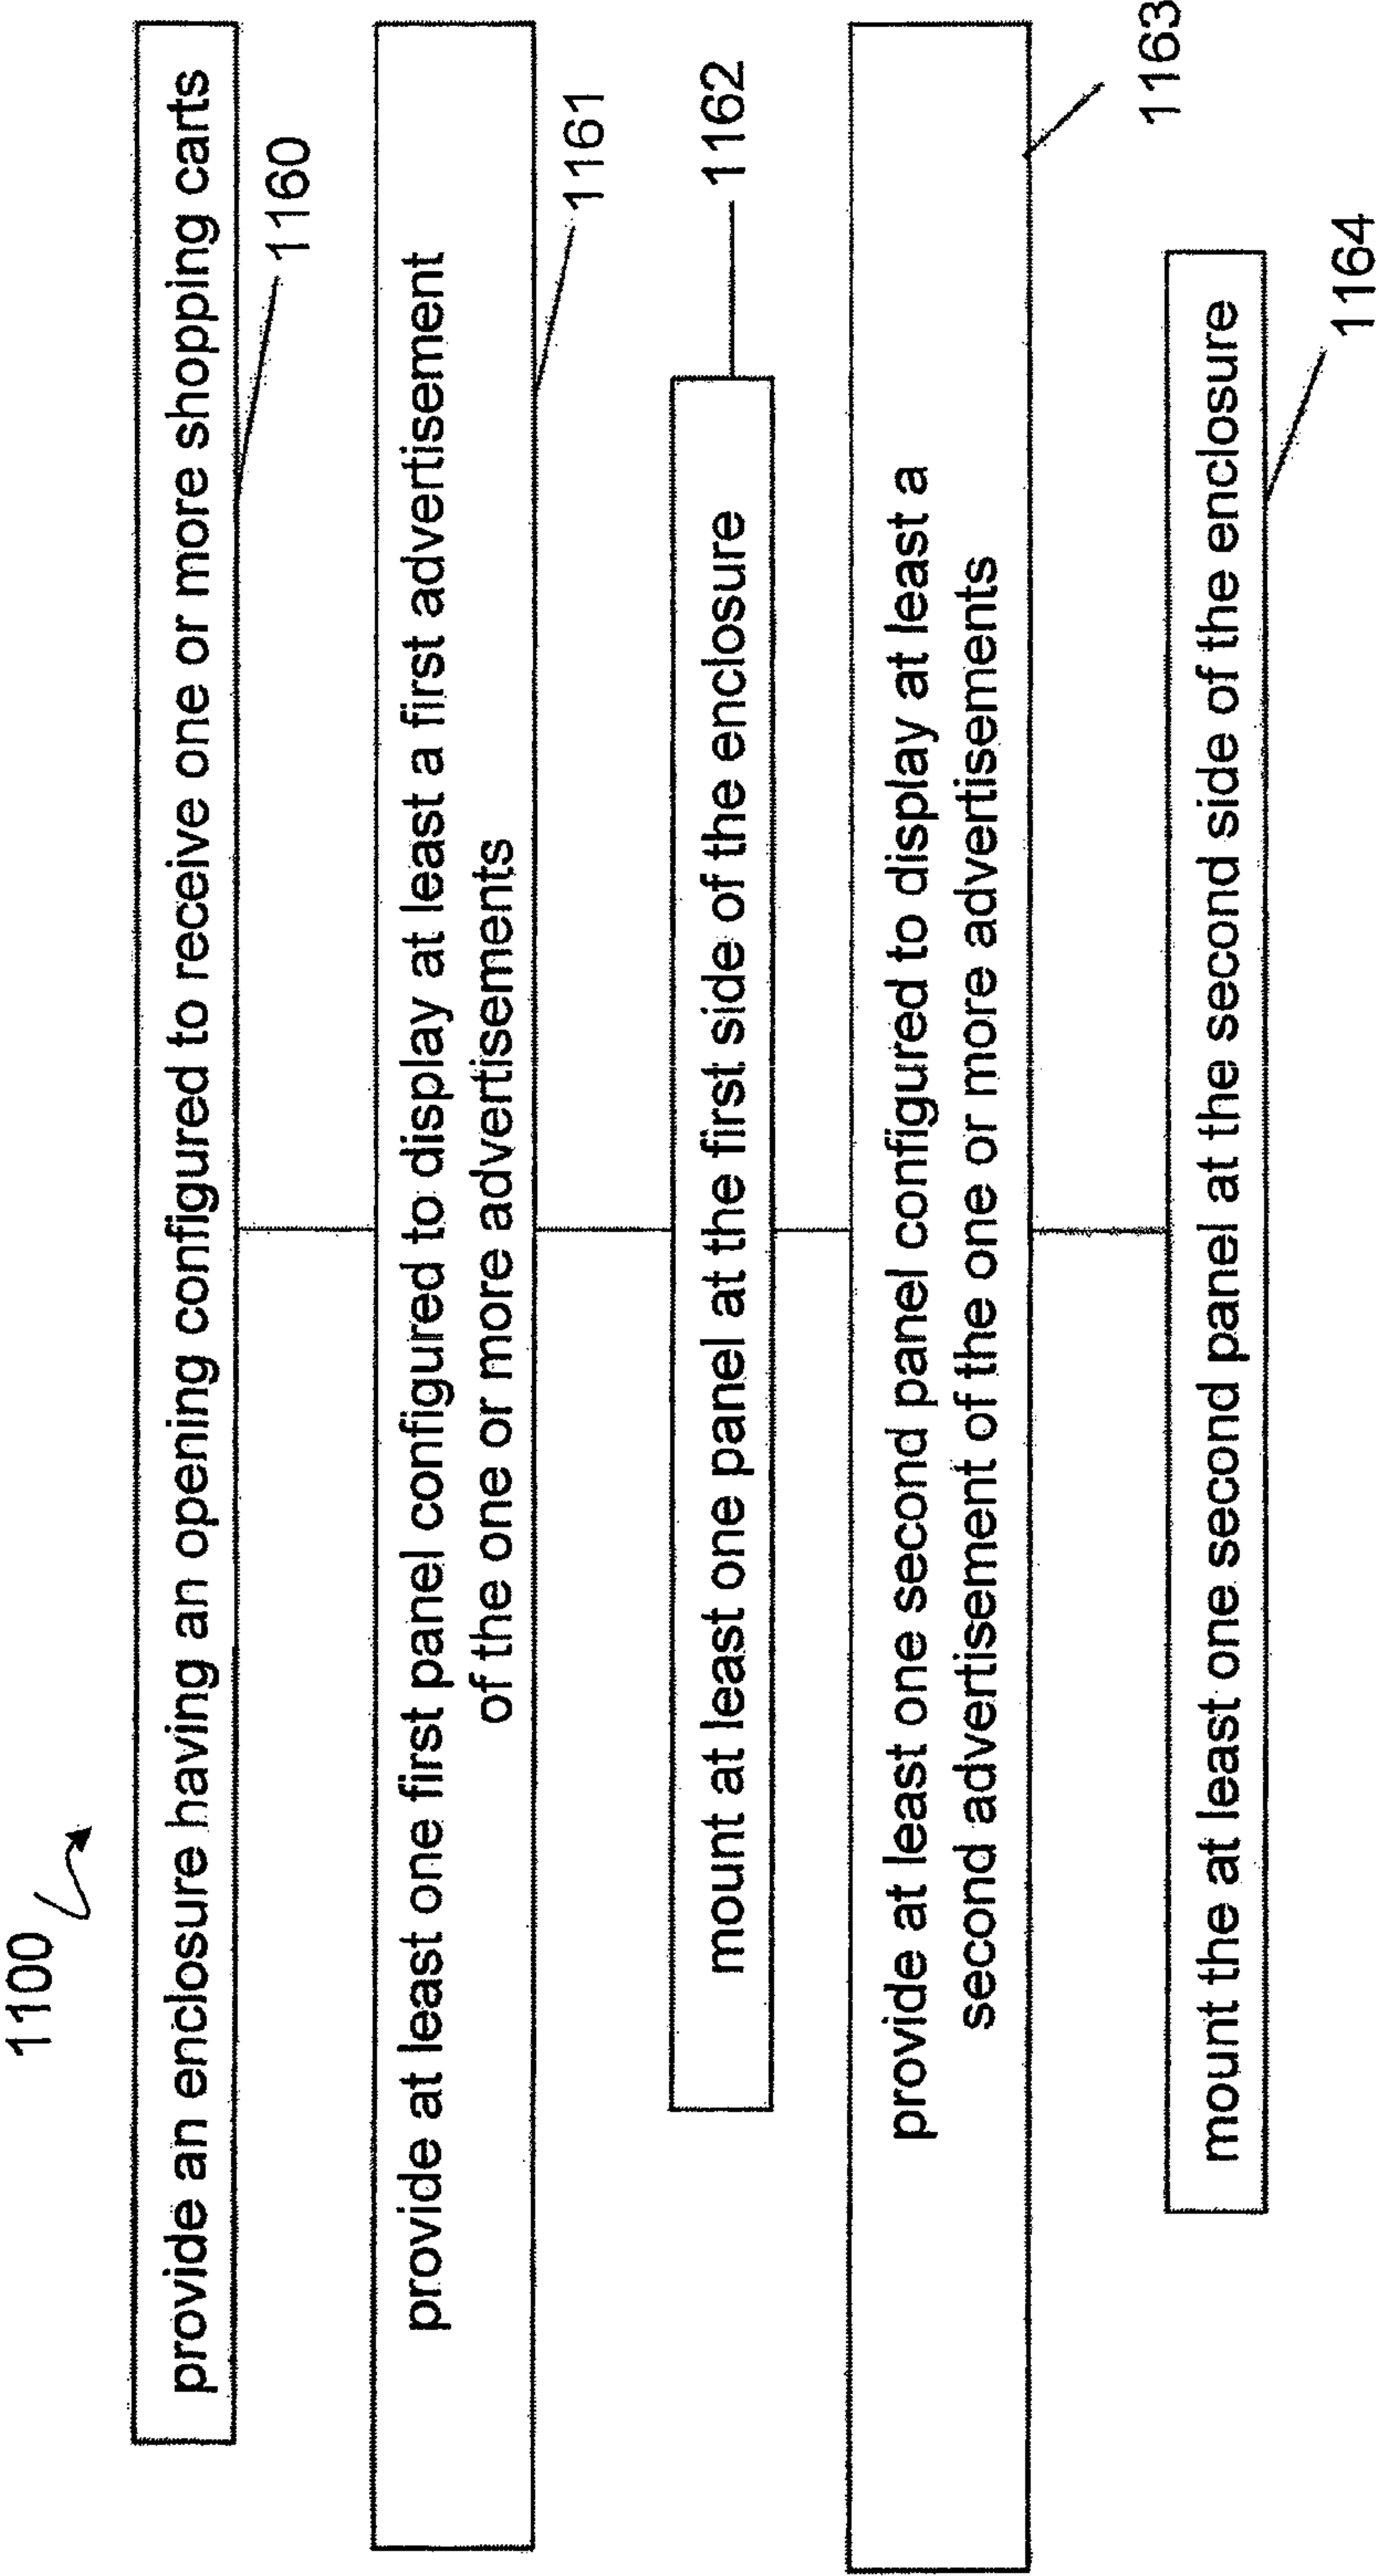 1100
provide an enclosure having an opening configured to receive one or more shopping carts
1160
provide at least one first panel configured to display at least a first advertisement
of the one or more advertisements
1161
mount at least one panel at the first side of the enclosure
1162
provide at least one second panel configured to display at least a
second advertisement of the one or more advertisements
1163
mount the at least one second panel at the second side of the enclosure
1164